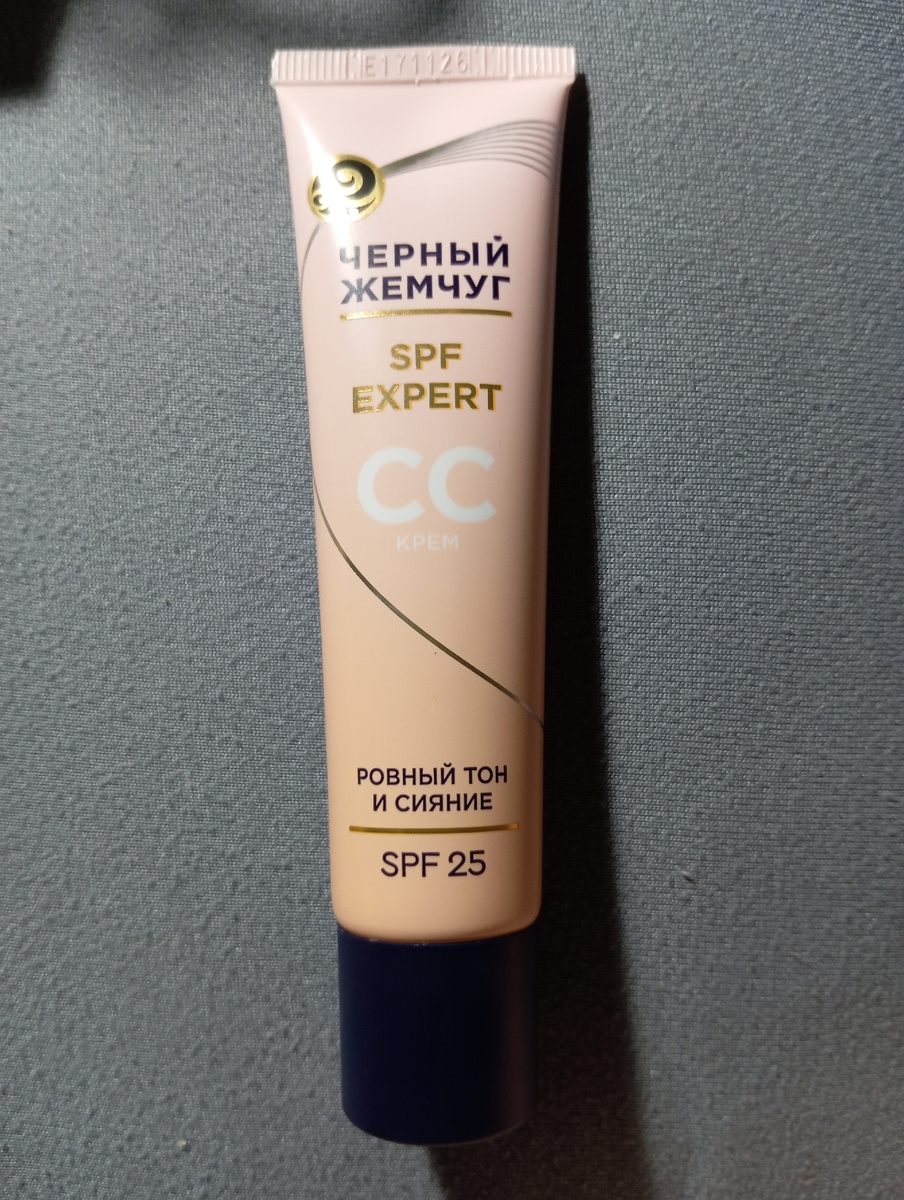 E171126
ЧЕРНЫЙ
ЖЕМЧУГ
SPF
EXPERT
CC
КРЕМ
РОВНЫЙ ТОН
И СИЯНИЕ
SPF 25